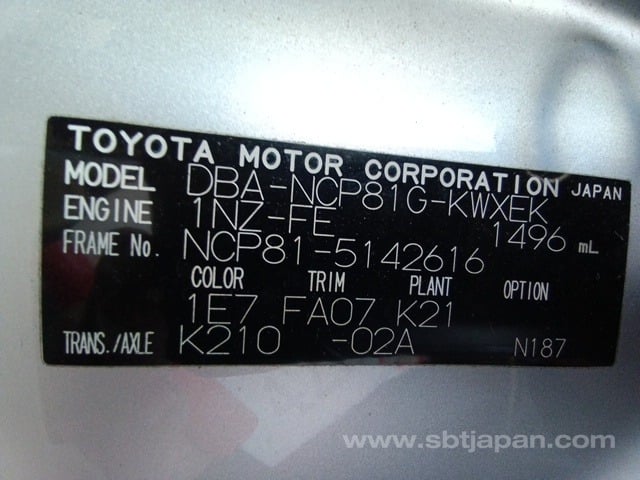 TOYOTA MOTOR CORPORATION JAPAN
MODEL DBA-NCP81G-KWXEK
ENGINE 1NZ-FE 1496 mL
FRAME No. NCP81-5142616
COLOR TRIM PLANT OPTION
1E7 FA07 K21
TRANS./AXLE K210 -02A N187
www.sbtjapan.com